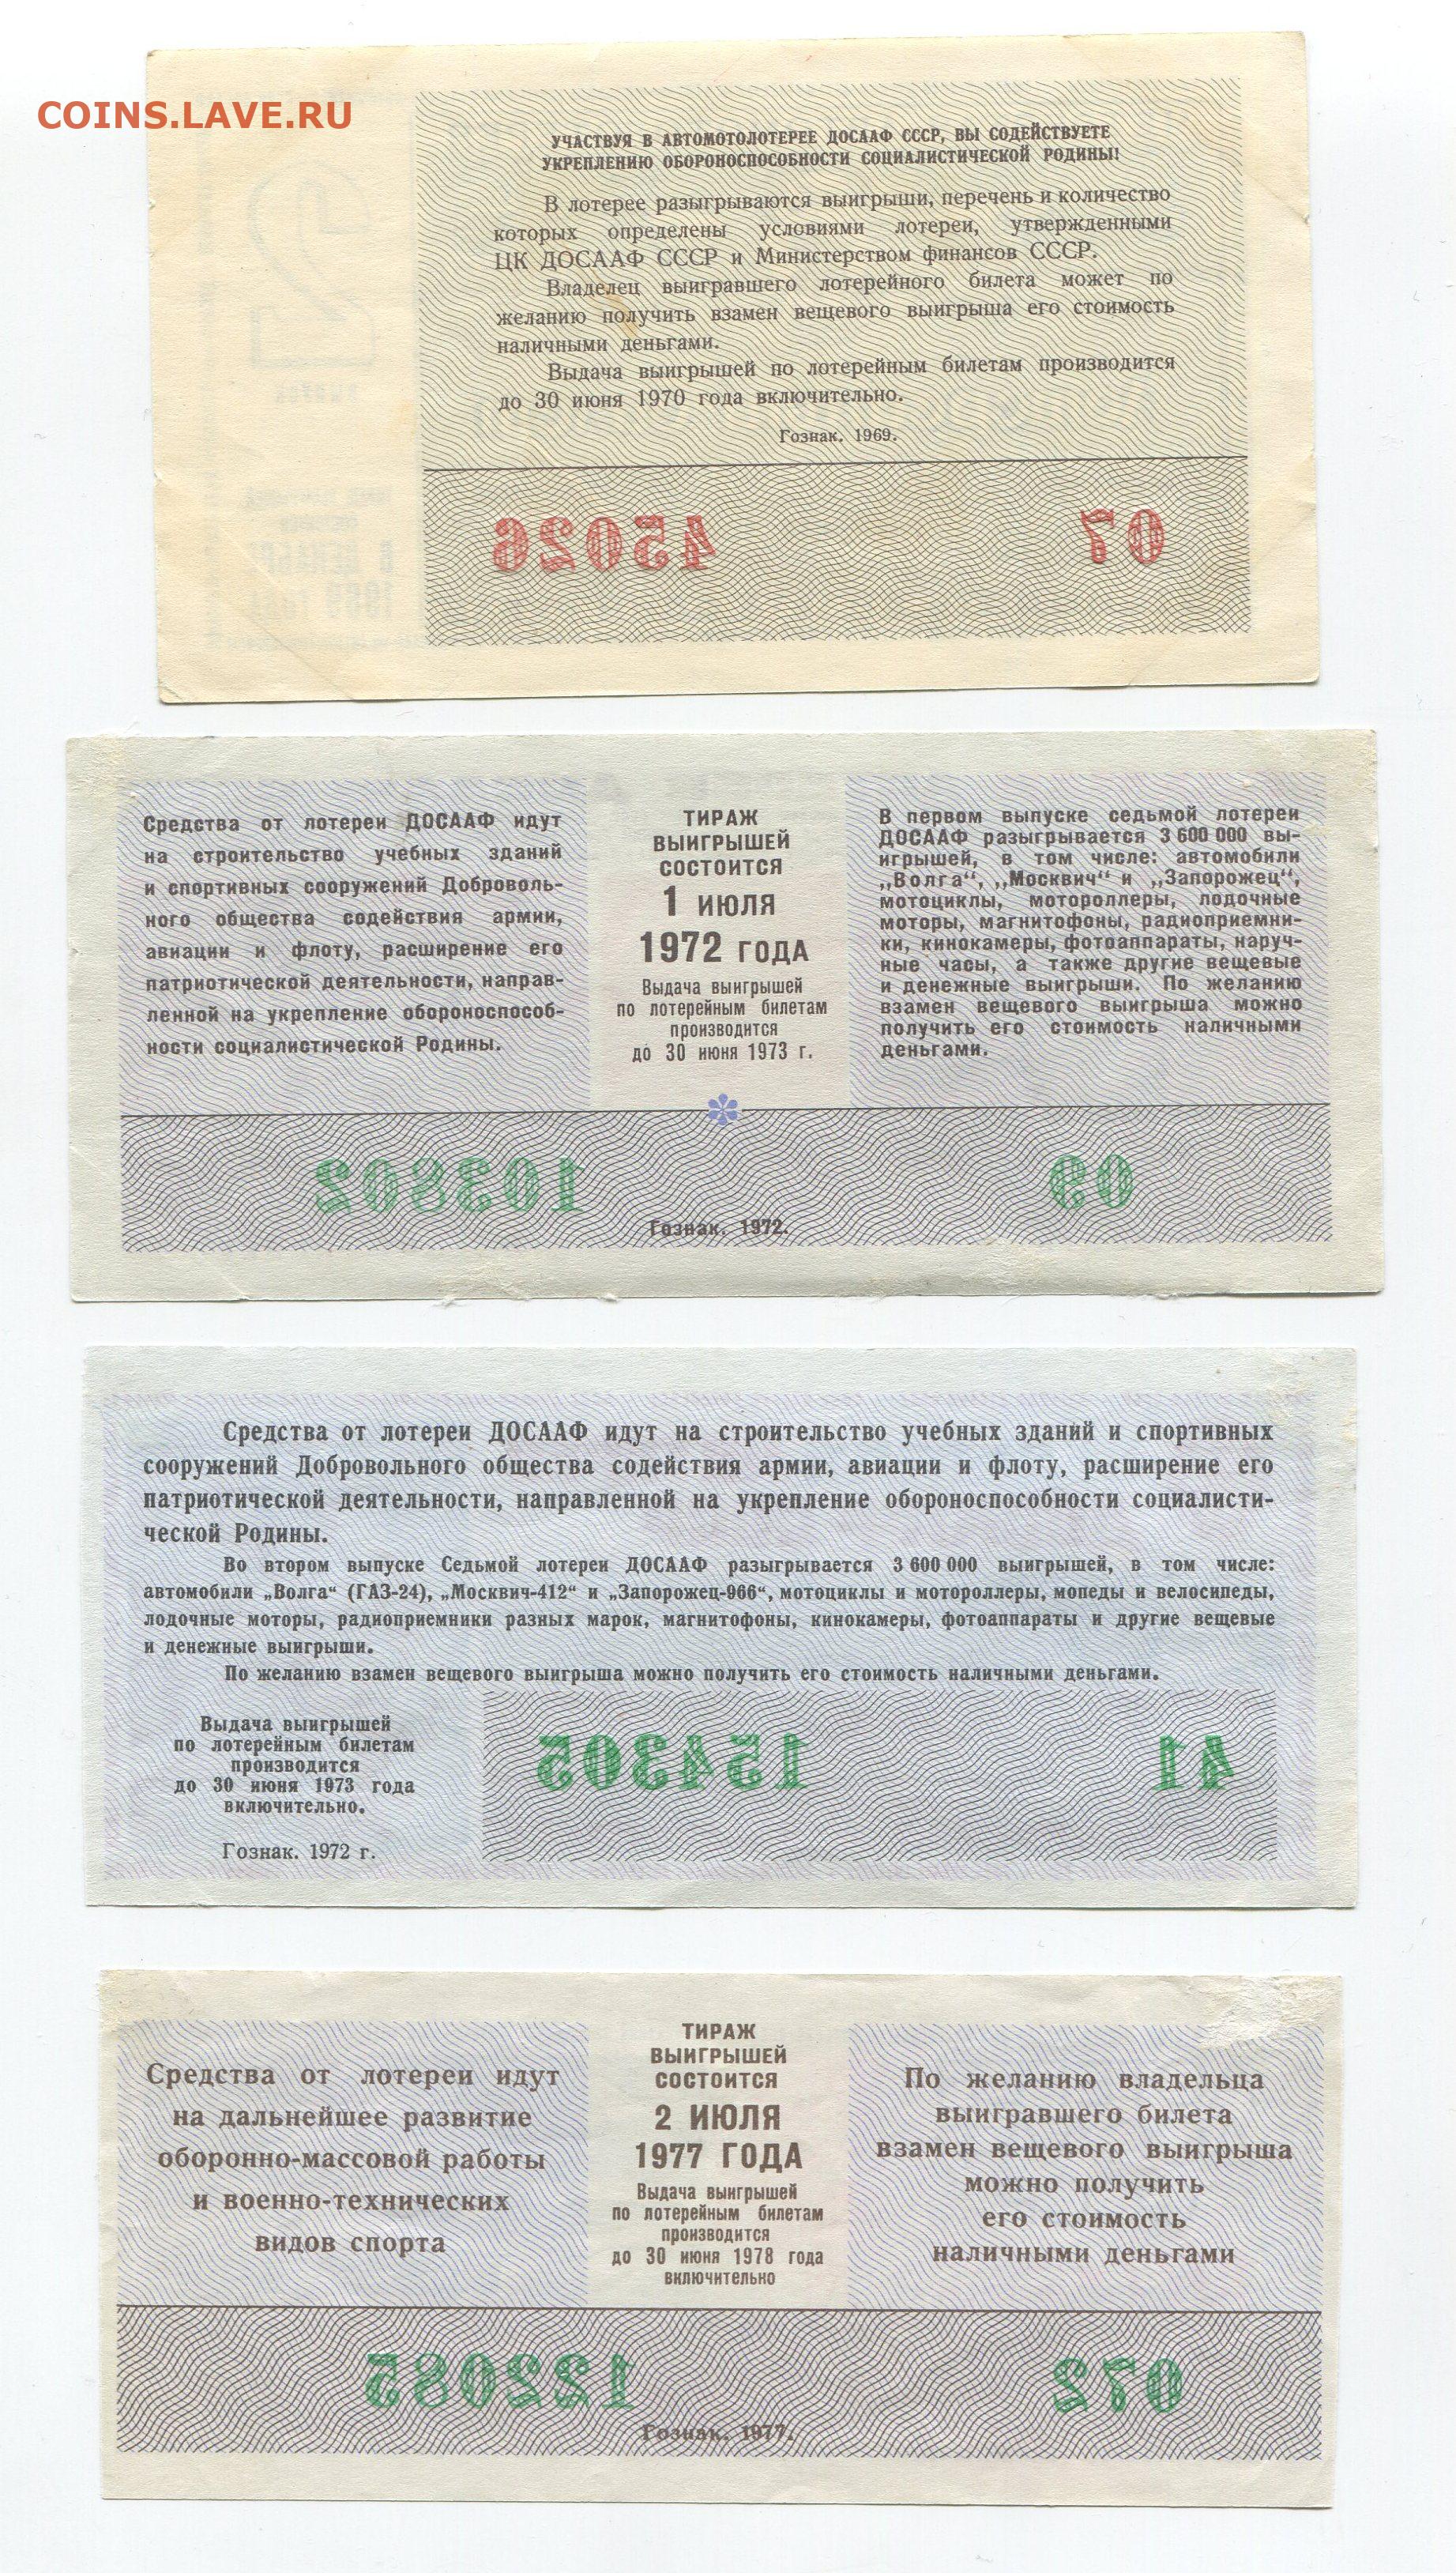 COINS.LAVE.RU
УЧАСТВУЯ В АВТОМОТОЛОТЕРЕЕ ДОСААФ СССР, ВЫ СОДЕЙСТВУЕТЕ
УКРЕПЛЕНИЮ ОБОРОНОСПОСОБНОСТИ СОЦИАЛИСТИЧЕСКОЙ РОДИНЫ!
В лотерее разыгрываются выигрыши, перечень и количество
которых определены условиями лотереи, утвержденными
ЦК ДОСААФ СССР и Министерством финансов СССР.
Владелец выигравшего лотерейного билета может по
желанию получить взамен вещевого выигрыша его стоимость
наличными деньгами.
Выдача выигрышей по лотерейным билетам производится
до 30 июня 1970 года включительно.
Гознак. 1969.
45026 07
Средства от лотереи ДОСААФ идут
на строительство учебных зданий
и спортивных сооружений Доброволь-
ного общества содействия армии,
авиации и флоту, расширение его
патриотической деятельности, направ-
ленной на укрепление обороноспособ-
ности социалистической Родины.
ТИРАЖ
ВЫИГРЫШЕЙ
СОСТОИТСЯ
1 ИЮЛЯ
1972 ГОДА
Выдача выигрышей
по лотерейным билетам
производится
до 30 июня 1973 г.
В первом выпуске седьмой лотереи
ДОСААФ разыгрывается 3 600 000 вы-
игрышей, в том числе: автомобили
„Волга“, „Москвич“ и „Запорожец“,
мотоциклы, мотороллеры, лодочные
моторы, магнитофоны, радиоприемни-
ки, кинокамеры, фотоаппараты, наруч-
ные часы, а также другие вещевые
и денежные выигрыши. По желанию
взамен вещевого выигрыша можно
получить его стоимость наличными
деньгами.
103802 09
Гознак. 1972.
Средства от лотереи ДОСААФ идут на строительство учебных зданий и спортивных
сооружений Добровольного общества содействия армии, авиации и флоту, расширение его
патриотической деятельности, направленной на укрепление обороноспособности социалисти-
ческой Родины.
Во втором выпуске Седьмой лотереи ДОСААФ разыгрывается 3 600 000 выигрышей, в том числе:
автомобили „Волга“ (ГАЗ-24), „Москвич-412“ и „Запорожец-966“, мотоциклы и мотороллеры, мопеды и велосипеды,
лодочные моторы, радиоприемники разных марок, магнитофоны, кинокамеры, фотоаппараты и другие вещевые
и денежные выигрыши.
По желанию взамен вещевого выигрыша можно получить его стоимость наличными деньгами.
Выдача выигрышей
по лотерейным билетам
производится
до 30 июня 1973 года
включительно.
Гознак. 1972 г.
154305 41
Средства от лотереи идут
на дальнейшее развитие
оборонно-массовой работы
и военно-технических
видов спорта
ТИРАЖ
ВЫИГРЫШЕЙ
СОСТОИТСЯ
2 ИЮЛЯ
1977 ГОДА
Выдача выигрышей
по лотерейным билетам
производится
до 30 июня 1978 года
включительно
По желанию владельца
выигравшего билета
взамен вещевого выигрыша
можно получить
его стоимость
наличными деньгами
122085 072
Гознак. 1977.